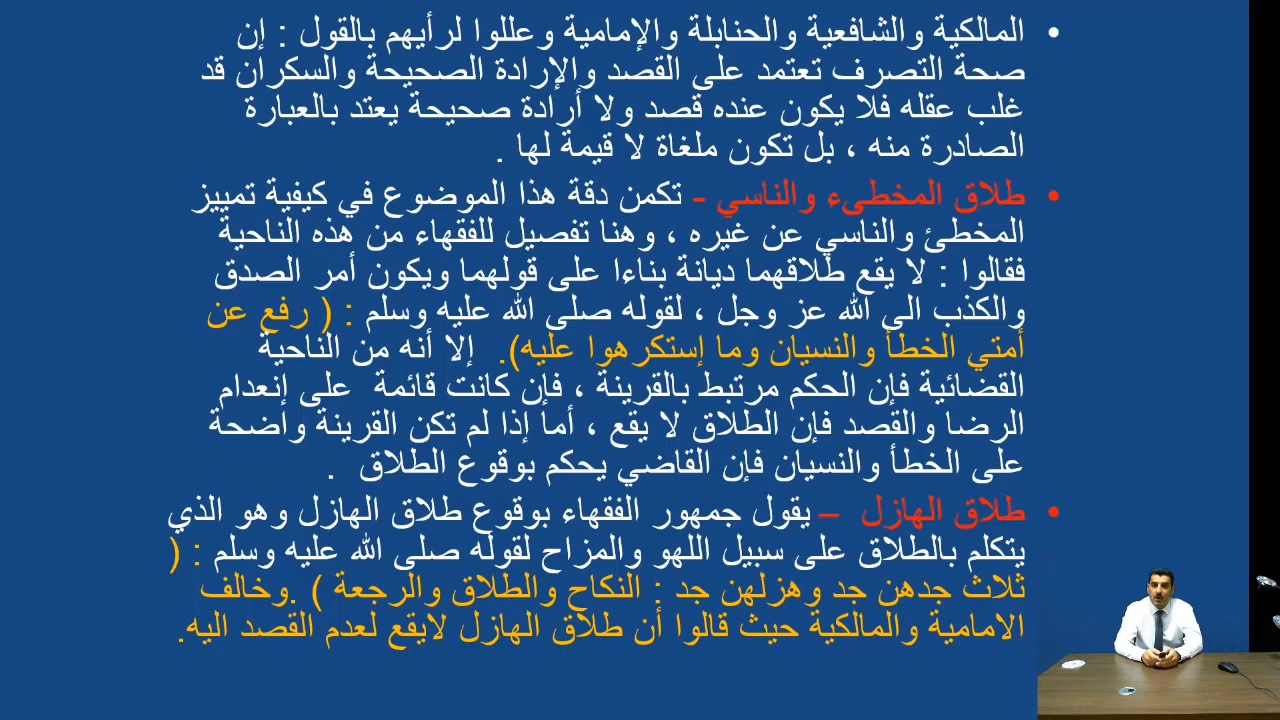 • المالكية والشافعية والحنابلة والإمامية وعللوا لرأيهم بالقول : إن
صحة التصرف تعتمد على القصد والإرادة الصحيحة والسكران قد
غلب عقله فلا يكون عنده قصد ولا أرادة صحيحة يعتد بالعبارة
الصادرة منه ، بل تكون ملغاة لا قيمة لها .
• طلاق المخطىء والناسي - تكمن دقة هذا الموضوع في كيفية تمييز
المخطئ والناسي عن غيره ، وهنا تفصيل للفقهاء من هذه الناحية
فقالوا : لا يقع طلاقهما ديانة بناءا على قولهما ويكون أمر الصدق
والكذب الى الله عز وجل ، لقوله صلى الله عليه وسلم : ( رفع عن
أمتي الخطأ والنسيان وما إستكرهوا عليه). إلا أنه من الناحية
القضائية فإن الحكم مرتبط بالقرينة ، فإن كانت قائمة على إنعدام
الرضا والقصد فإن الطلاق لا يقع ، أما إذا لم تكن القرينة واضحة
على الخطأ والنسيان فإن القاضي يحكم بوقوع الطلاق .
• طلاق الهازل – يقول جمهور الفقهاء بوقوع طلاق الهازل وهو الذي
يتكلم بالطلاق على سبيل اللهو والمزاح لقوله صلى الله عليه وسلم : (
ثلاث جدهن جد وهزلهن جد : النكاح والطلاق والرجعة ) .وخالف
الامامية والمالكية حيث قالوا أن طلاق الهازل لايقع لعدم القصد اليه.